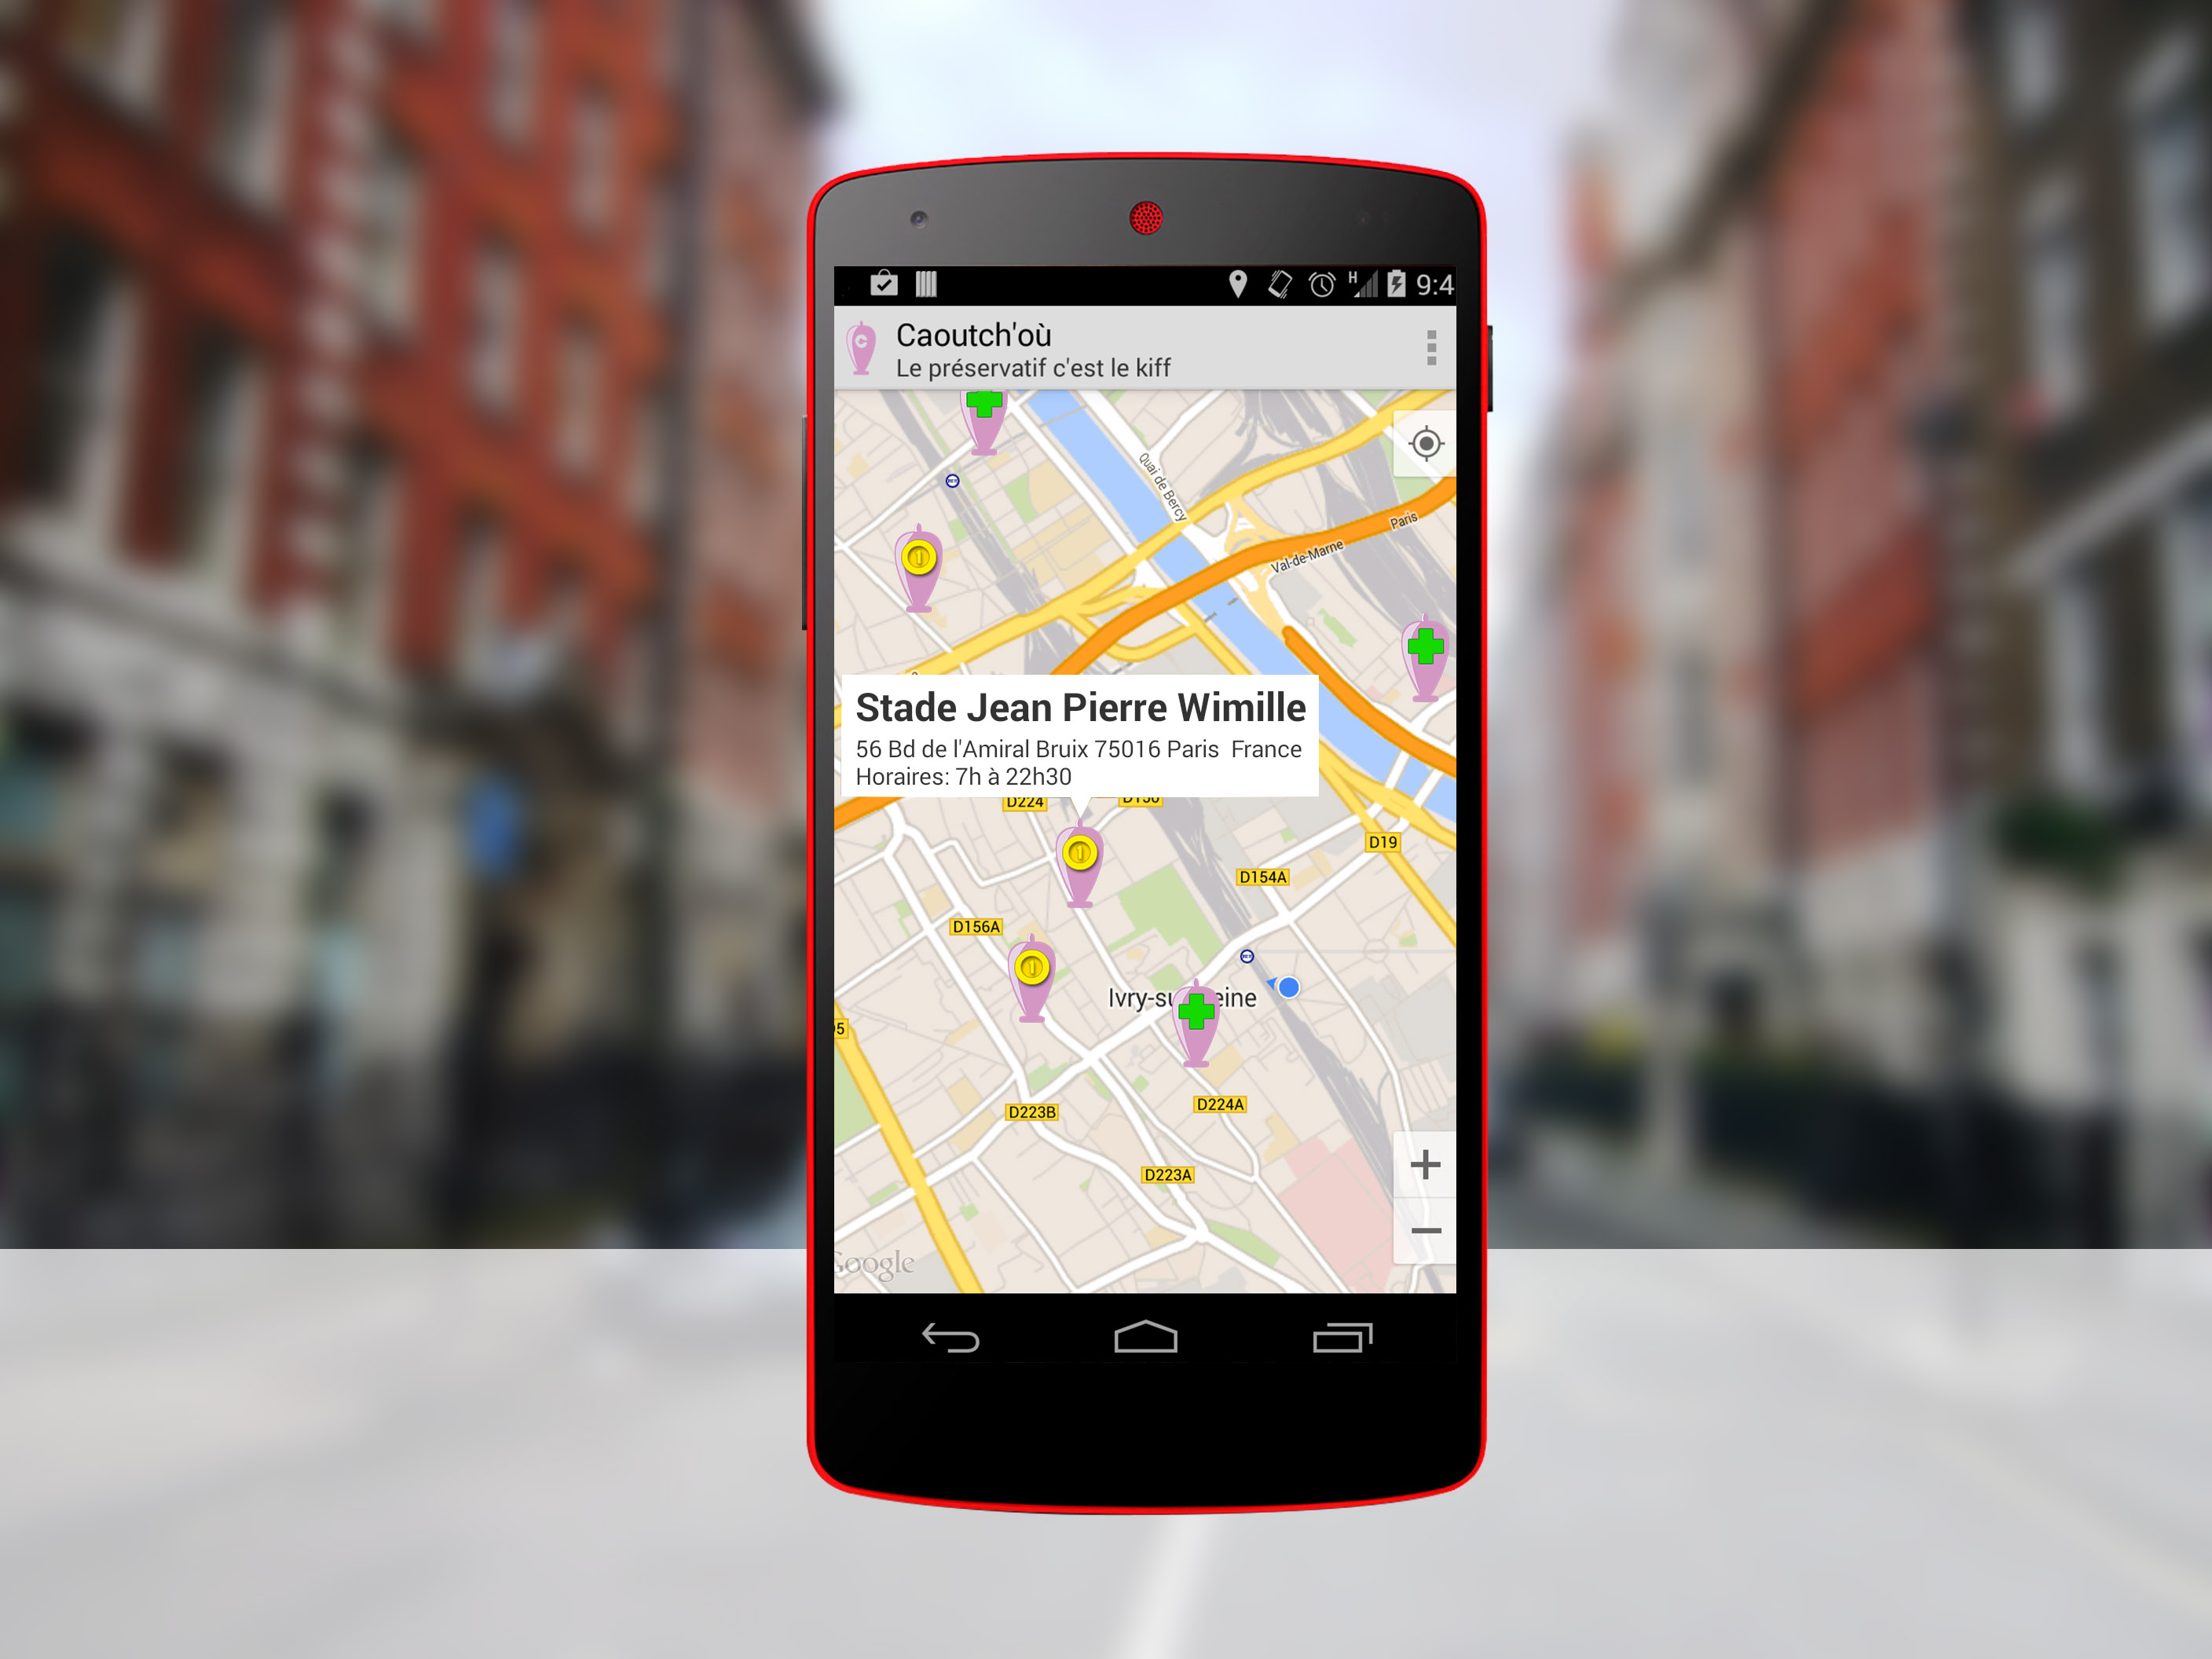 H
9:4
C
Caoutch'où
Le préservatif c'est le kiff
Quai de Bercy
Paris
Val-de-Marne
Stade Jean Pierre Wimille
56 Bd de l'Amiral Bruix 75016 Paris France
Horaires: 7h à 22h30
D224
D150
D19
D154A
D156A
Ivry-su eine
D223B
D224A
D223A
Google